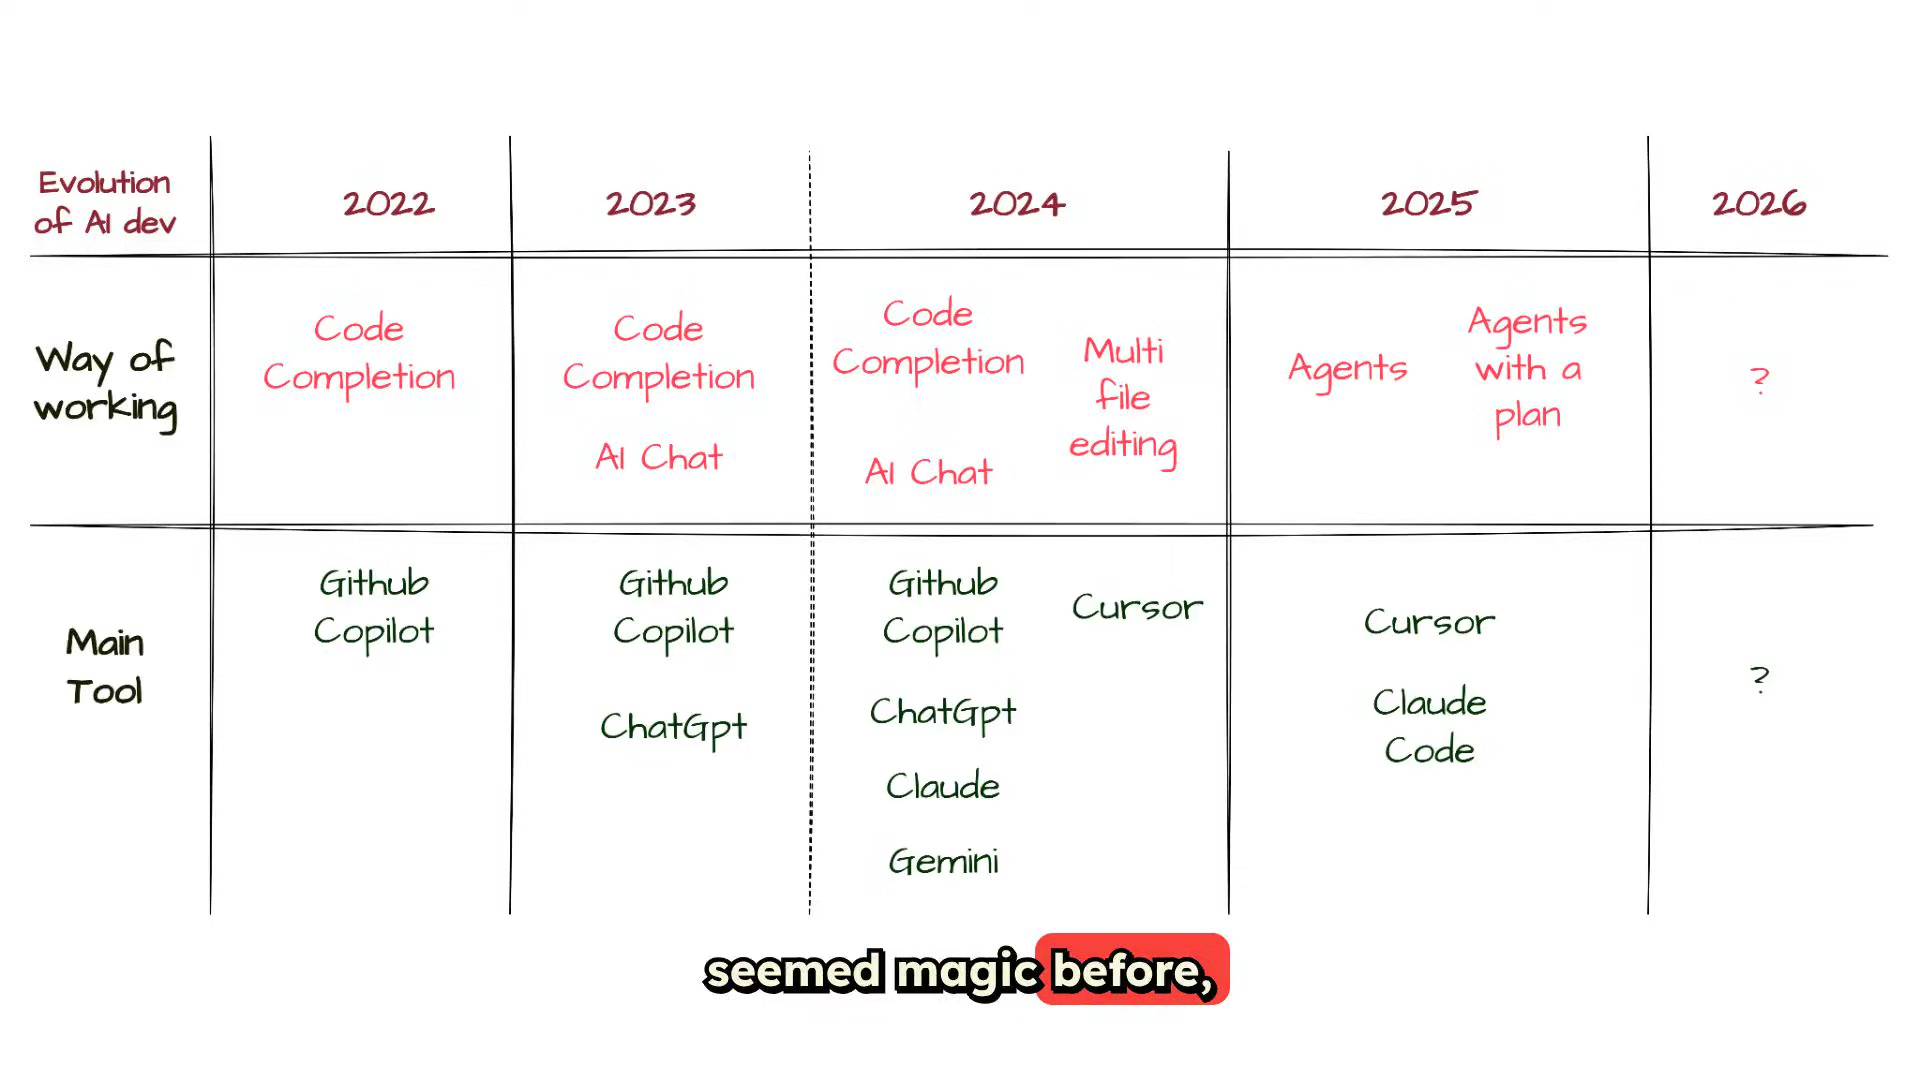 Evolution
of AI dev
2022
2023
2024
2025
2026
Way of
working
Code
Completion
Code
Completion
AI Chat
Code
Completion
AI Chat
Multi
file
editing
Agents
Agents
with a
plan
?
Main
Tool
Github
Copilot
Github
Copilot
ChatGpt
Github
Copilot
ChatGpt
Claude
Gemini
Cursor
Cursor
Claude
Code
?
seemed magic before,